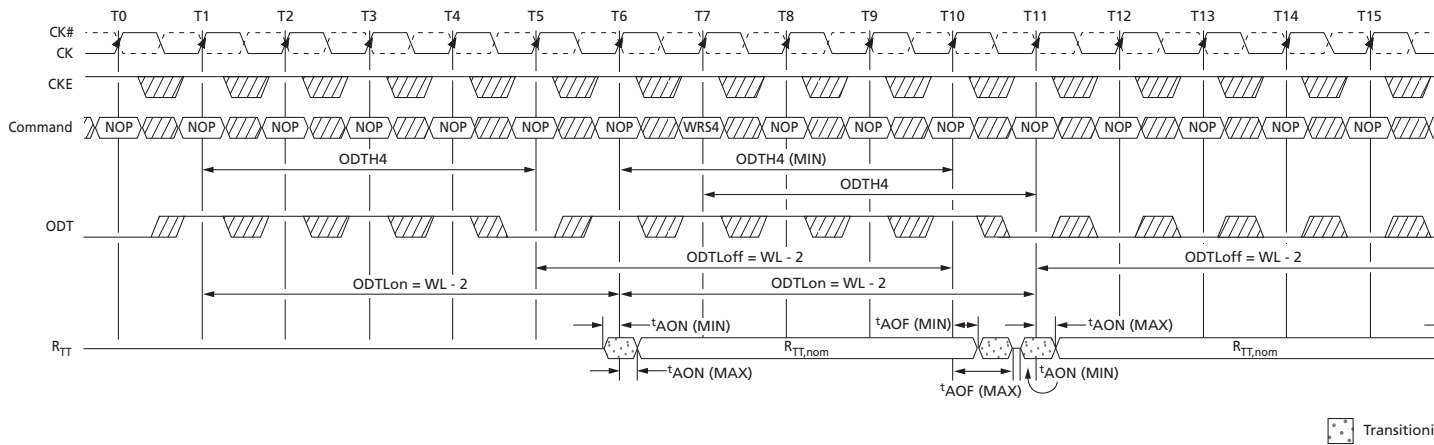 T0 T1 T2 T3 T4 T5 T6 T7 T8 T9 T10 T11 T12 T13 T14 T15
CK#
CK
CKE
Command NOP NOP NOP NOP NOP NOP NOP WRS4 NOP NOP NOP NOP NOP NOP NOP NOP
ODTH4 ODTH4 (MIN)
ODTH4
ODT
ODTLoff = WL - 2 ODTLoff = WL - 2
ODTLon = WL - 2 ODTLon = WL - 2
tAON (MIN) tAOF (MIN) tAON (MAX)
RTT RTT,nom RTT,nom
tAON (MAX) tAON (MIN)
tAOF (MAX)
Transitioni